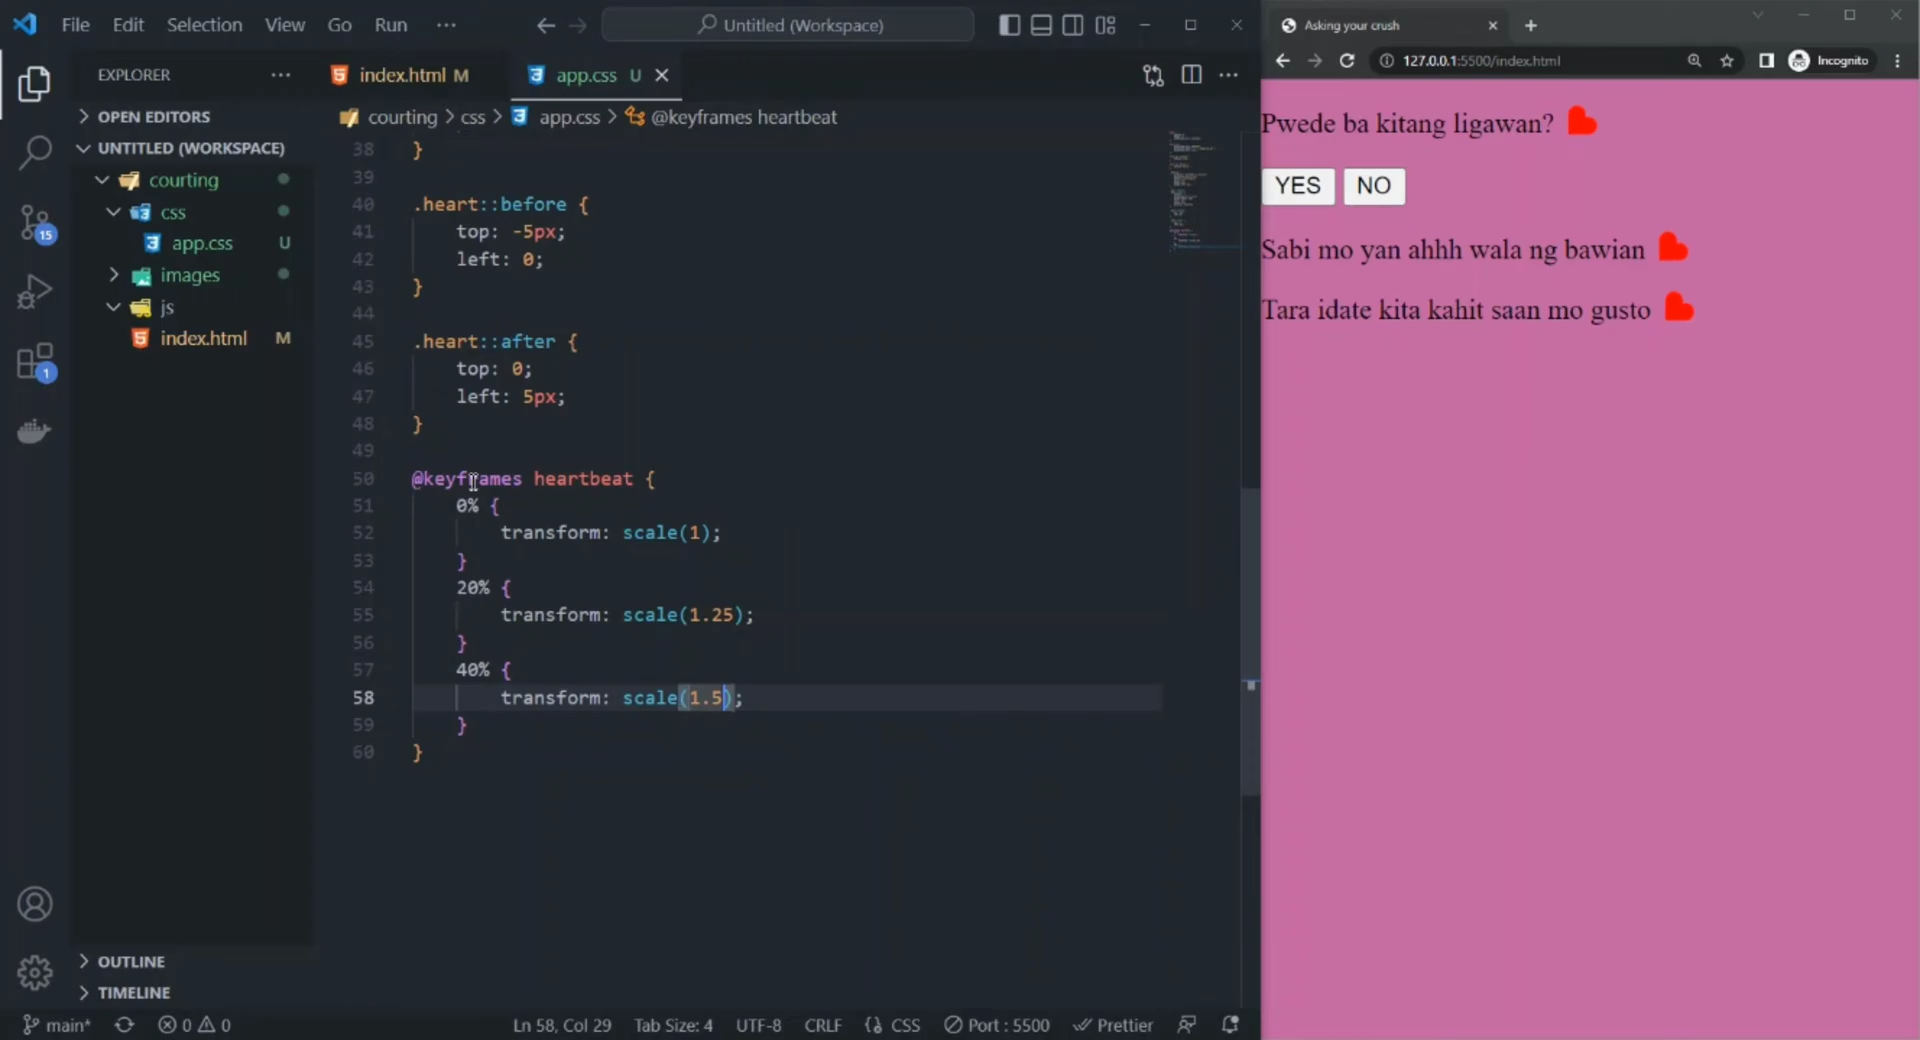 File Edit Selection View Go Run ··· Untitled (Workspace)
EXPLORER ···
index.html M app.css U
OPEN EDITORS
UNTITLED (WORKSPACE)
courting
css
app.css U
images
js
index.html M
15
1
OUTLINE
TIMELINE
courting > css > app.css > @keyframes heartbeat
38 }
39
40 .heart::before {
41 top: -5px;
42 left: 0;
43 }
44
45 .heart::after {
46 top: 0;
47 left: 5px;
48 }
49
50 @keyframes heartbeat {
51 0% {
52 transform: scale(1);
53 }
54 20% {
55 transform: scale(1.25);
56 }
57 40% {
58 transform: scale(1.5);
59 }
60 }
main* 0 0 Ln 58, Col 29 Tab Size: 4 UTF-8 CRLF {} CSS Port : 5500 Prettier
Asking your crush
127.0.0.1:5500/index.html Incognito
Pwede ba kitang ligawan?
YES NO
Sabi mo yan ahhh wala ng bawian
Tara idate kita kahit saan mo gusto